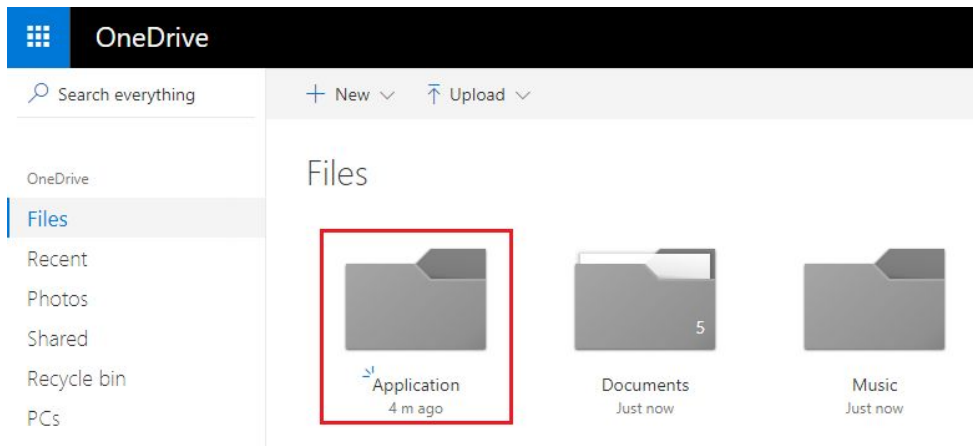 OneDrive
Search everything
New Upload
OneDrive
Files
Recent
Photos
Shared
Recycle bin
PCs
Files
5
Application Documents Music
4 m ago Just now Just now